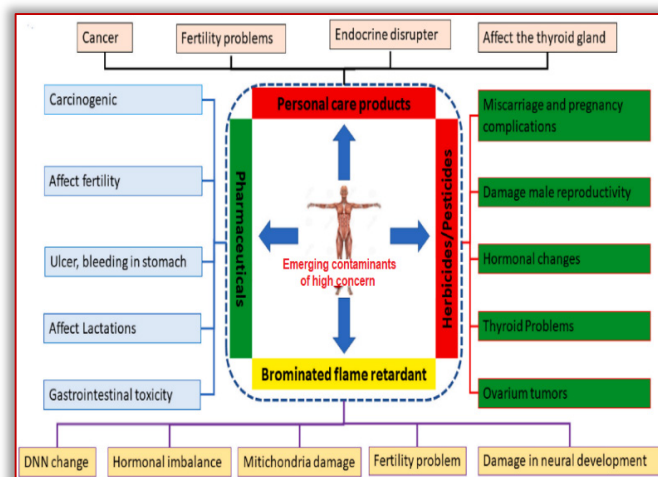 Cancer
Fertility problems
Endocrine disrupter
Affect the thyroid gland
Personal care products
Carcinogenic
Affect fertility
Ulcer, bleeding in stomach
Affect Lactations
Gastrointestinal toxicity
Pharmaceuticals
Emerging contaminants
of high concern
Herbicides/Pesticides
Miscarriage and pregnancy
complications
Damage male reproductivity
Hormonal changes
Thyroid Problems
Ovarium tumors
Brominated flame retardant
DNN change
Hormonal imbalance
Mitichondria damage
Fertility problem
Damage in neural development